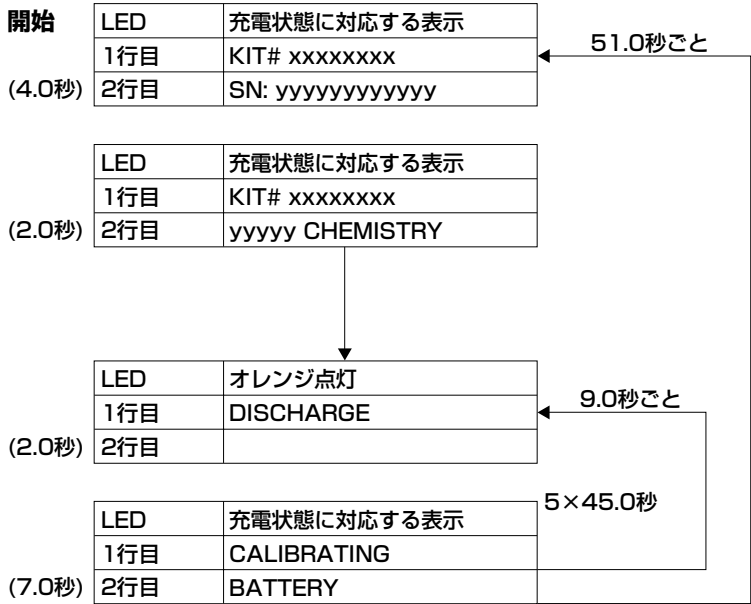 開始
LED 充電状態に対応する表示
1行目 KIT# xxxxxxxx
51.0秒ごと
(4.0秒) 2行目 SN: yyyyyyyyyyyy
LED 充電状態に対応する表示
1行目 KIT# xxxxxxxx
(2.0秒) 2行目 yyyyy CHEMISTRY
LED オレンジ点灯
1行目 DISCHARGE
9.0秒ごと
(2.0秒) 2行目
5×45.0秒
LED 充電状態に対応する表示
1行目 CALIBRATING
(7.0秒) 2行目 BATTERY